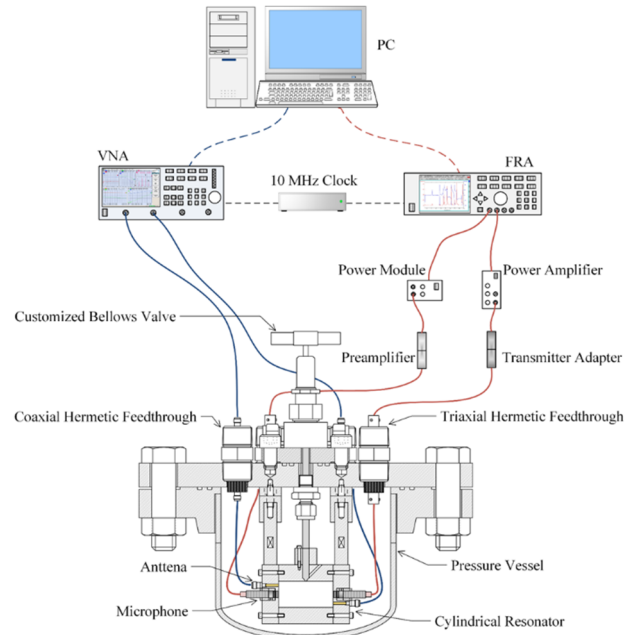 PC
VNA
10 MHz Clock
FRA
Power Module
Power Amplifier
Customized Bellows Valve
Preamplifier
Transmitter Adapter
Coaxial Hermetic Feedthrough
Triaxial Hermetic Feedthrough
Anttena
Pressure Vessel
Microphone
Cylindrical Resonator